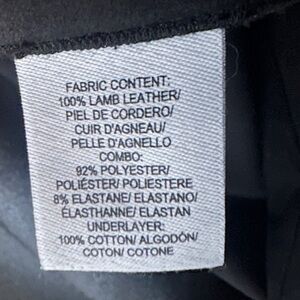 FABRIC CONTENT:
100% LAMB LEATHER/
PIEL DE CORDERO/
CUIR D'AGNEAU/
PELLE D'AGNELLO
COMBO:
92% POLYESTER/
POLIÉSTER/ POLIESTERE
8% ELASTANE/ ELASTANO/
ÉLASTHANNE/ ELASTAN
UNDERLAYER:
100% COTTON/ ALGODÓN/
COTON/ COTONE